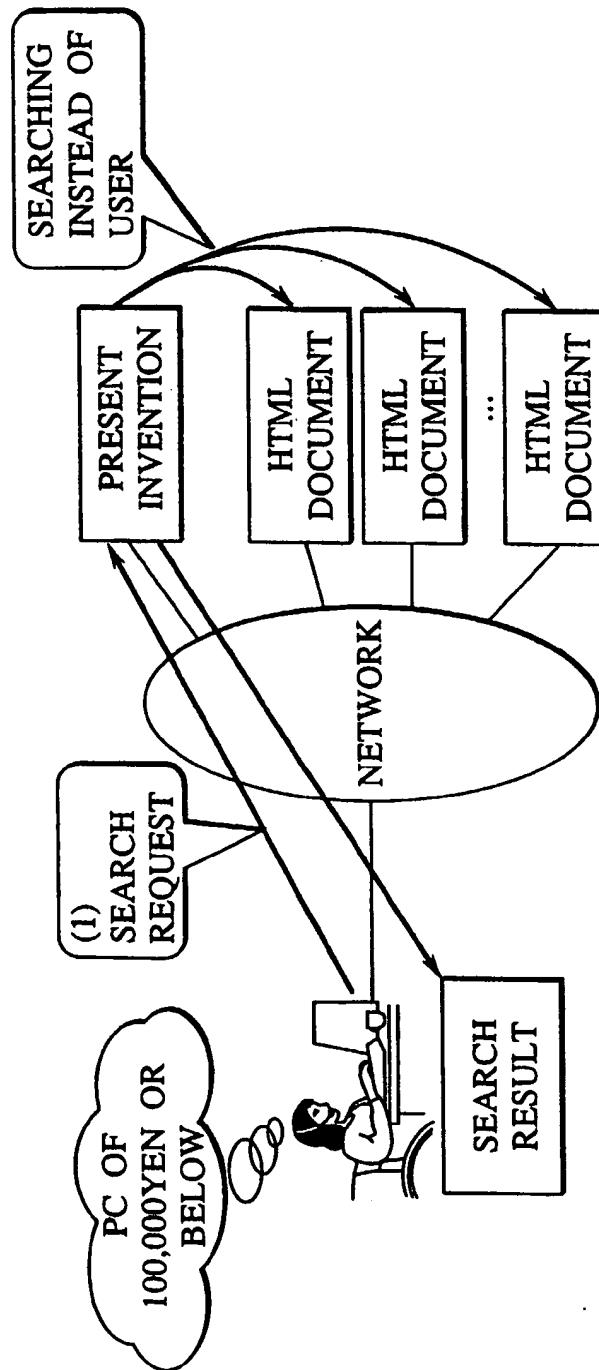 PC OF
100,000YEN OR
BELOW
(1)
SEARCH
REQUEST
SEARCH
RESULT
NETWORK
PRESENT
INVENTION
SEARCHING
INSTEAD OF
USER
HTML
DOCUMENT
HTML
DOCUMENT
...
HTML
DOCUMENT